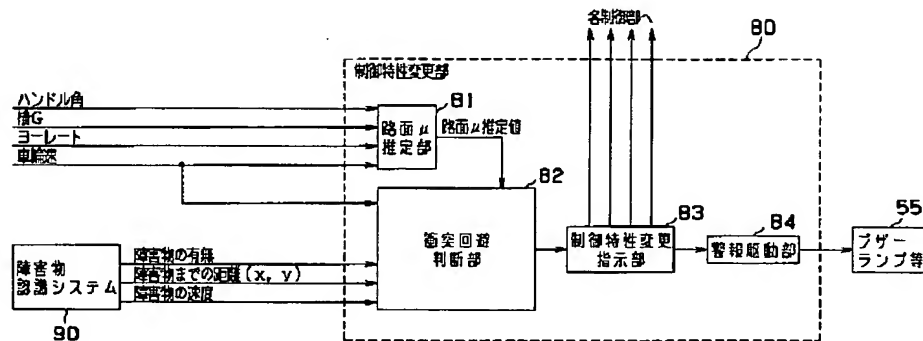 各制御部へ
80
制御特性変更部
ハンドル角
横G
ヨーレート
車輪速
81
路面μ
推定部
路面μ推定値
82
衝突回避
判断部
83
制御特性変更
指示部
84
警報駆動部
55
ブザー
ランプ等
障害物
認識システム
90
障害物の有無
障害物までの距離(x, y)
障害物の速度